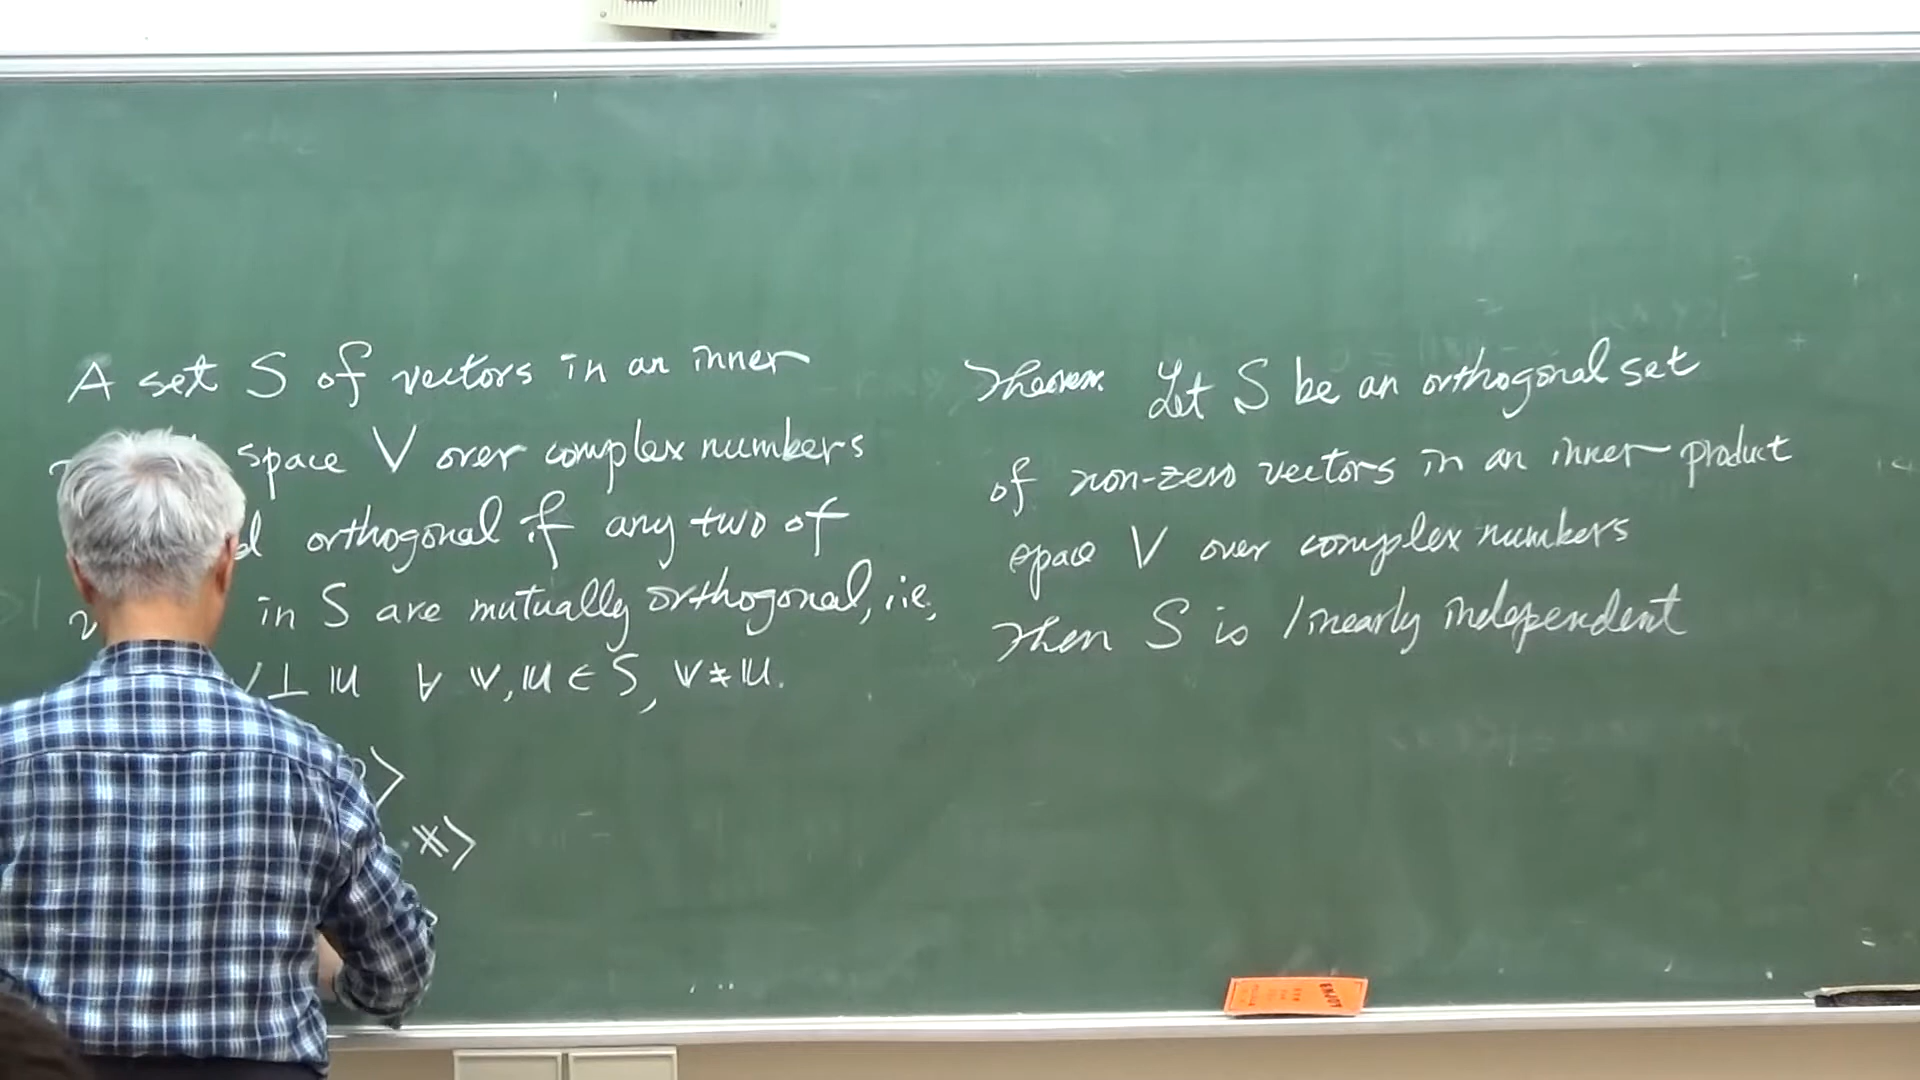 A set S of vectors in an inner
space V over complex numbers
orthogonal if any two of
in S are mutually orthogonal, i.e,
⊥ 𝕦 ∀ 𝕧, 𝕦 ∈ S, 𝕧 ≠ 𝕦.
Theorem Let S be an orthogonal set
of non-zero vectors in an inner product
space V over complex numbers
Then S is linearly independent
ENJOY